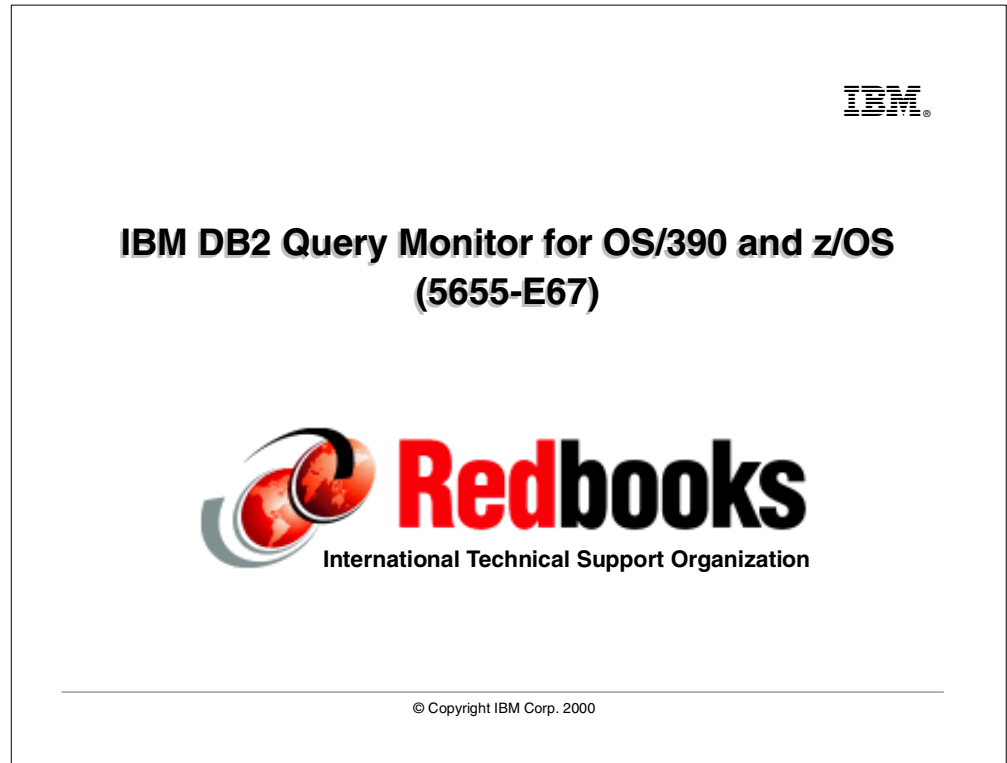 IBM®
IBM DB2 Query Monitor for OS/390 and z/OS
(5655-E67)
Redbooks
International Technical Support Organization
© Copyright IBM Corp. 2000